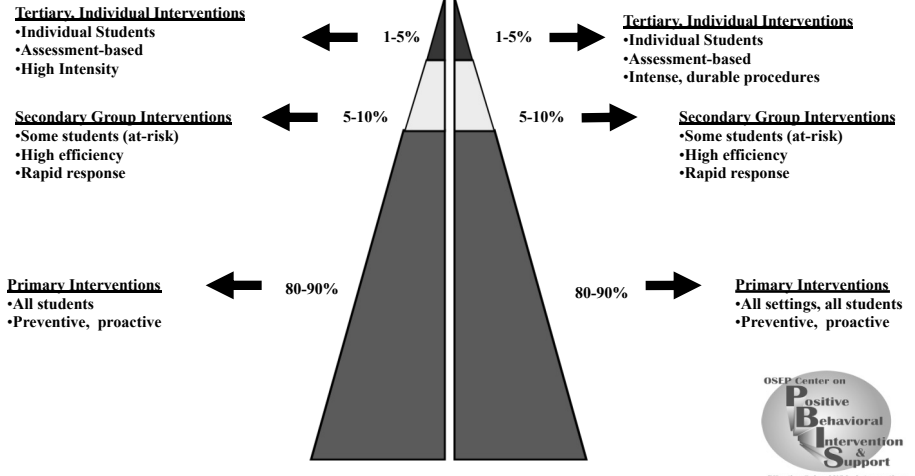 Tertiary, Individual Interventions
•Individual Students
•Assessment-based
•High Intensity
1-5%
1-5%
Tertiary, Individual Interventions
•Individual Students
•Assessment-based
•Intense, durable procedures
Secondary Group Interventions
•Some students (at-risk)
•High efficiency
•Rapid response
5-10%
5-10%
Secondary Group Interventions
•Some students (at-risk)
•High efficiency
•Rapid response
Primary Interventions
•All students
•Preventive, proactive
80-90%
80-90%
Primary Interventions
•All settings, all students
•Preventive, proactive
OSEP Center on
Positive
Behavioral
Intervention
&
Support